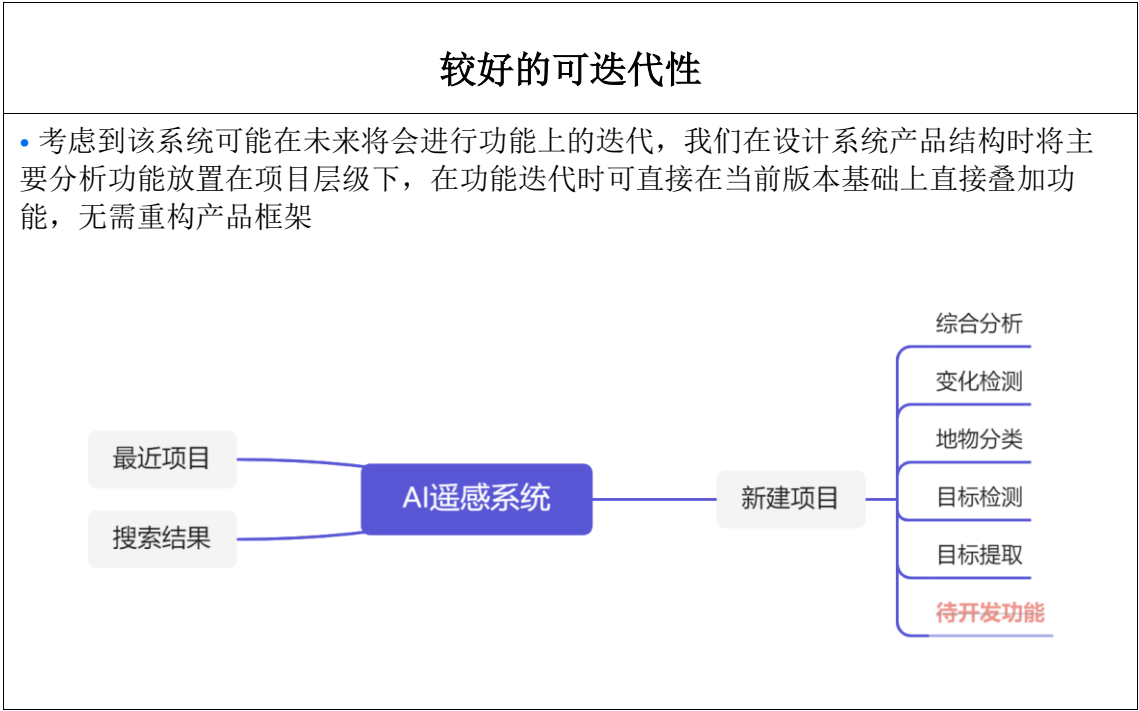 较好的可迭代性
• 考虑到该系统可能在未来将会进行功能上的迭代，我们在设计系统产品结构时将主
要分析功能放置在项目层级下，在功能迭代时可直接在当前版本基础上直接叠加功
能，无需重构产品框架
最近项目
搜索结果
AI遥感系统
新建项目
综合分析
变化检测
地物分类
目标检测
目标提取
待开发功能